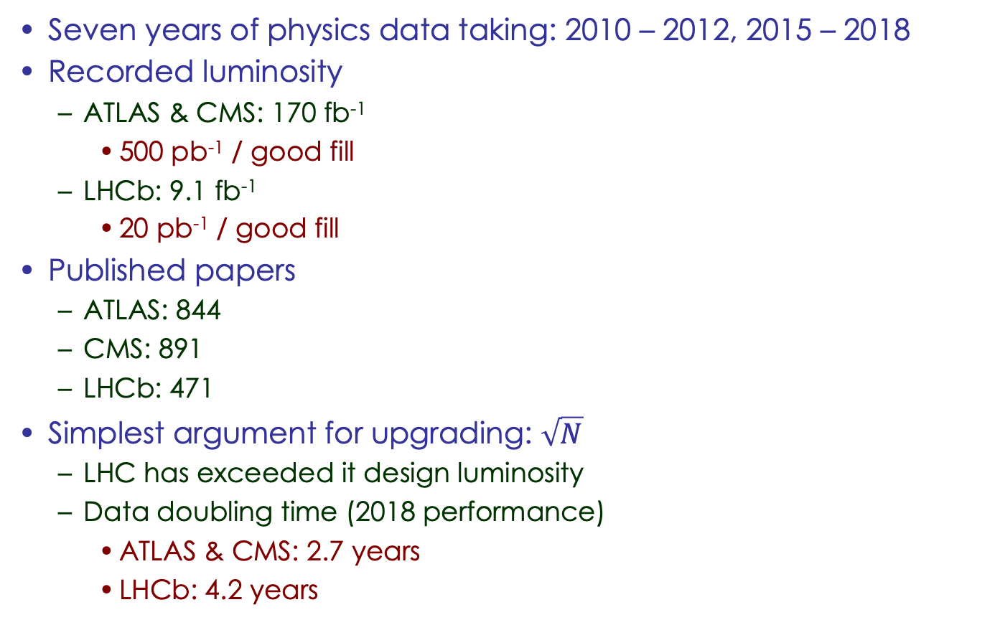 • Seven years of physics data taking: 2010 – 2012, 2015 – 2018
• Recorded luminosity
– ATLAS & CMS: 170 fb⁻¹
• 500 pb⁻¹ / good fill
– LHCb: 9.1 fb⁻¹
• 20 pb⁻¹ / good fill
• Published papers
– ATLAS: 844
– CMS: 891
– LHCb: 471
• Simplest argument for upgrading: √N
– LHC has exceeded it design luminosity
– Data doubling time (2018 performance)
• ATLAS & CMS: 2.7 years
• LHCb: 4.2 years